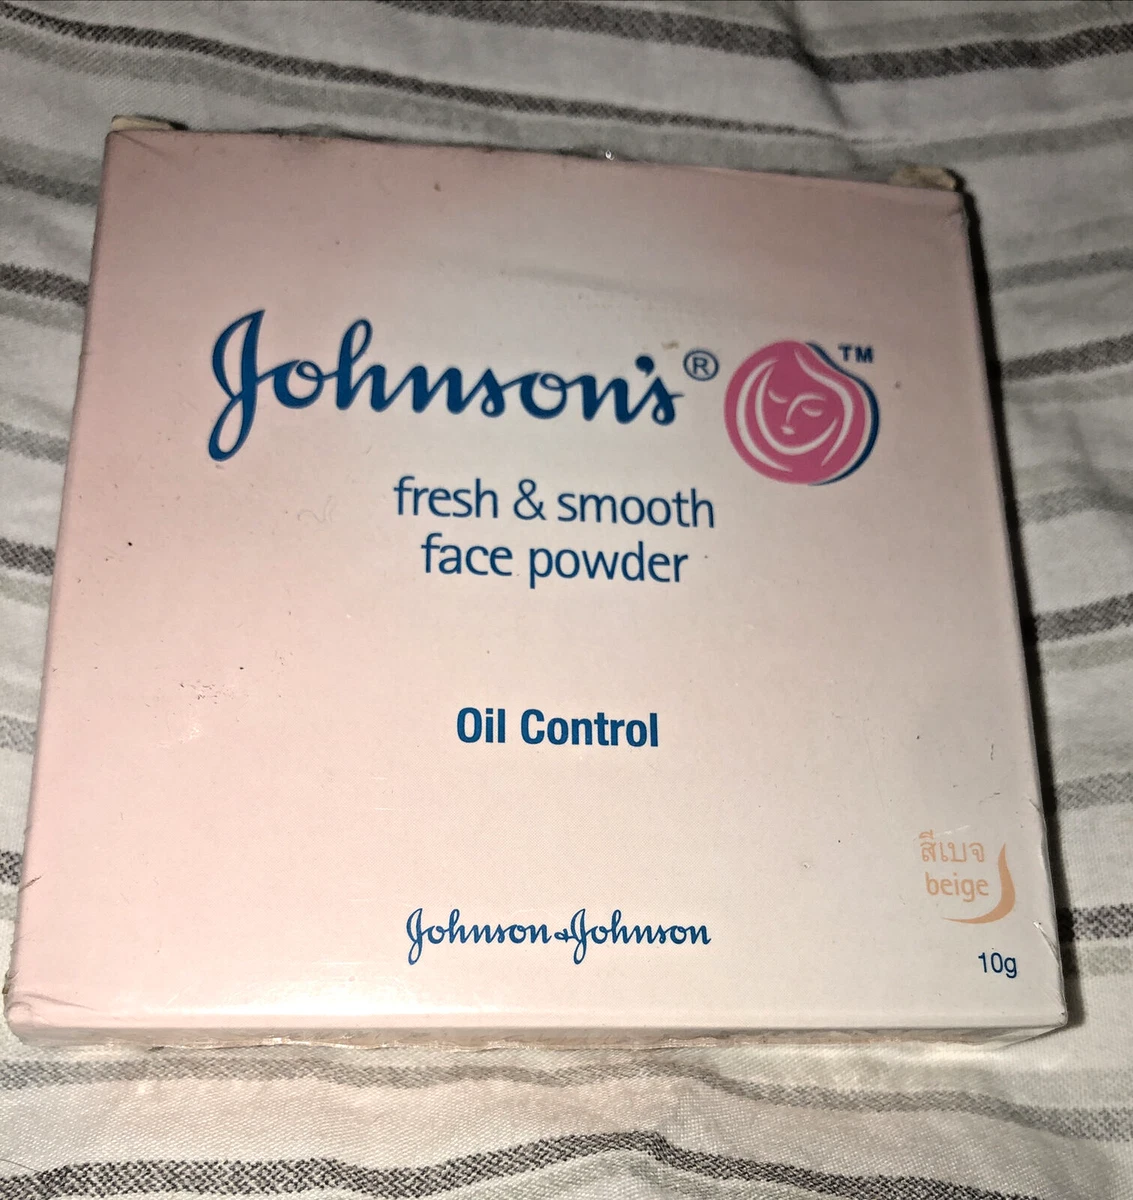 Johnson's® TM
fresh & smooth
face powder
Oil Control
สีเบจ
beige
Johnson & Johnson
10g